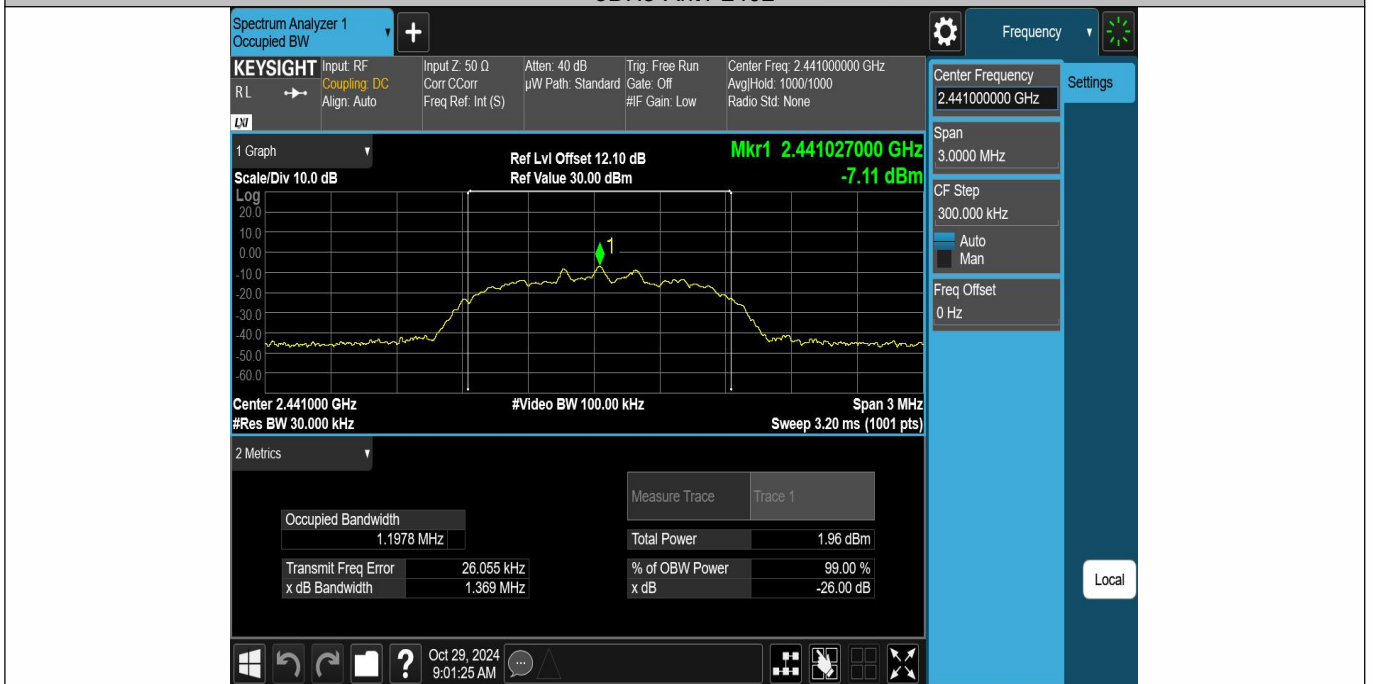 Spectrum Analyzer 1
Occupied BW
+
Frequency
KEYSIGHT
RL
LXI
Input: RF
Coupling: DC
Align: Auto
Input Z: 50 Ω
Corr CCorr
Freq Ref: Int (S)
Atten: 40 dB
µW Path: Standard
Trig: Free Run
Gate: Off
#IF Gain: Low
Center Freq: 2.441000000 GHz
Avg|Hold: 1000/1000
Radio Std: None
Center Frequency
2.441000000 GHz
Settings
Span
3.0000 MHz
CF Step
300.000 kHz
Auto
Man
Freq Offset
0 Hz
Local
1 Graph
Scale/Div 10.0 dB
Ref Lvl Offset 12.10 dB
Ref Value 30.00 dBm
Mkr1 2.441027000 GHz
-7.11 dBm
Log
20.0
10.0
0.00
-10.0
-20.0
-30.0
-40.0
-50.0
-60.0
1
Center 2.441000 GHz
#Video BW 100.00 kHz
Span 3 MHz
#Res BW 30.000 kHz
Sweep 3.20 ms (1001 pts)
2 Metrics
Measure Trace Trace 1
Occupied Bandwidth
1.1978 MHz
Total Power 1.96 dBm
Transmit Freq Error 26.055 kHz
% of OBW Power 99.00 %
x dB Bandwidth 1.369 MHz
x dB -26.00 dB
?
Oct 29, 2024
9:01:25 AM